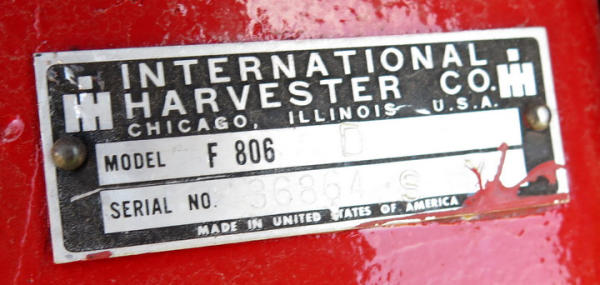 INTERNATIONAL
HARVESTER CO.
CHICAGO, ILLINOIS U.S.A.
MODEL F 806 D
SERIAL NO. 36864 S Y
MADE IN UNITED STATES OF AMERICA